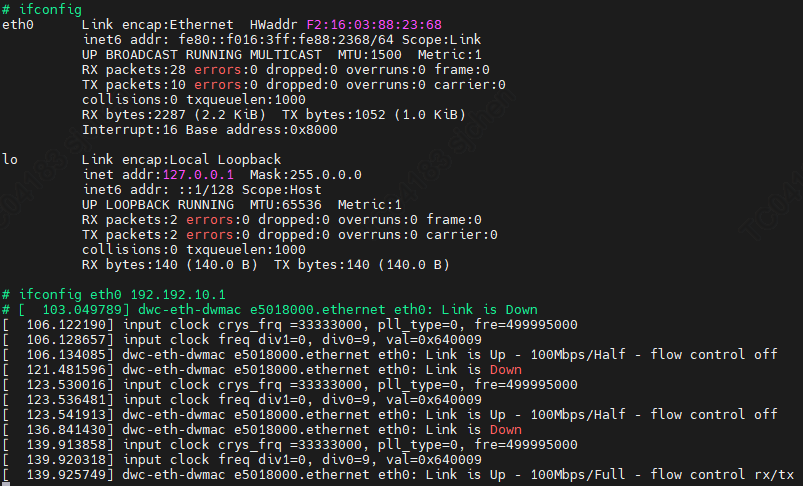 # ifconfig
eth0      Link encap:Ethernet  HWaddr F2:16:03:88:23:68
          inet6 addr: fe80::f016:3ff:fe88:2368/64 Scope:Link
          UP BROADCAST RUNNING MULTICAST  MTU:1500  Metric:1
          RX packets:28 errors:0 dropped:0 overruns:0 frame:0
          TX packets:10 errors:0 dropped:0 overruns:0 carrier:0
          collisions:0 txqueuelen:1000
          RX bytes:2287 (2.2 KiB)  TX bytes:1052 (1.0 KiB)
          Interrupt:16 Base address:0x8000
lo        Link encap:Local Loopback
          inet addr:127.0.0.1  Mask:255.0.0.0
          inet6 addr: ::1/128 Scope:Host
          UP LOOPBACK RUNNING  MTU:65536  Metric:1
          RX packets:2 errors:0 dropped:0 overruns:0 frame:0
          TX packets:2 errors:0 dropped:0 overruns:0 carrier:0
          collisions:0 txqueuelen:1000
          RX bytes:140 (140.0 B)  TX bytes:140 (140.0 B)
# ifconfig eth0 192.192.10.1
# [  103.049789] dwc-eth-dwmac e5018000.ethernet eth0: Link is Down
[  106.122190] input clock crys_frq =33333000, pll_type=0, fre=499995000
[  106.128657] input clock freq div1=0, div0=9, val=0x640009
[  106.134085] dwc-eth-dwmac e5018000.ethernet eth0: Link is Up - 100Mbps/Half - flow control off
[  121.481596] dwc-eth-dwmac e5018000.ethernet eth0: Link is Down
[  123.530016] input clock crys_frq =33333000, pll_type=0, fre=499995000
[  123.536481] input clock freq div1=0, div0=9, val=0x640009
[  123.541913] dwc-eth-dwmac e5018000.ethernet eth0: Link is Up - 100Mbps/Half - flow control off
[  136.841430] dwc-eth-dwmac e5018000.ethernet eth0: Link is Down
[  139.913858] input clock crys_frq =33333000, pll_type=0, fre=499995000
[  139.920318] input clock freq div1=0, div0=9, val=0x640009
[  139.925749] dwc-eth-dwmac e5018000.ethernet eth0: Link is Up - 100Mbps/Full - flow control rx/tx